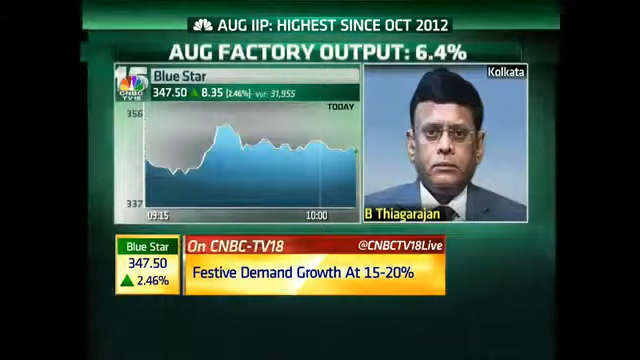 AUG IIP: HIGHEST SINCE OCT 2012
AUG FACTORY OUTPUT: 6.4%
CNBC
TV18
Blue Star
347.50 ▲ 8.35 [2.46%] Vol: 31,955
TODAY
356
337
09:15
10:00
Kolkata
B Thiagarajan
Blue Star
347.50
▲ 2.46%
On CNBC-TV18
@CNBCTV18Live
Festive Demand Growth At 15-20%